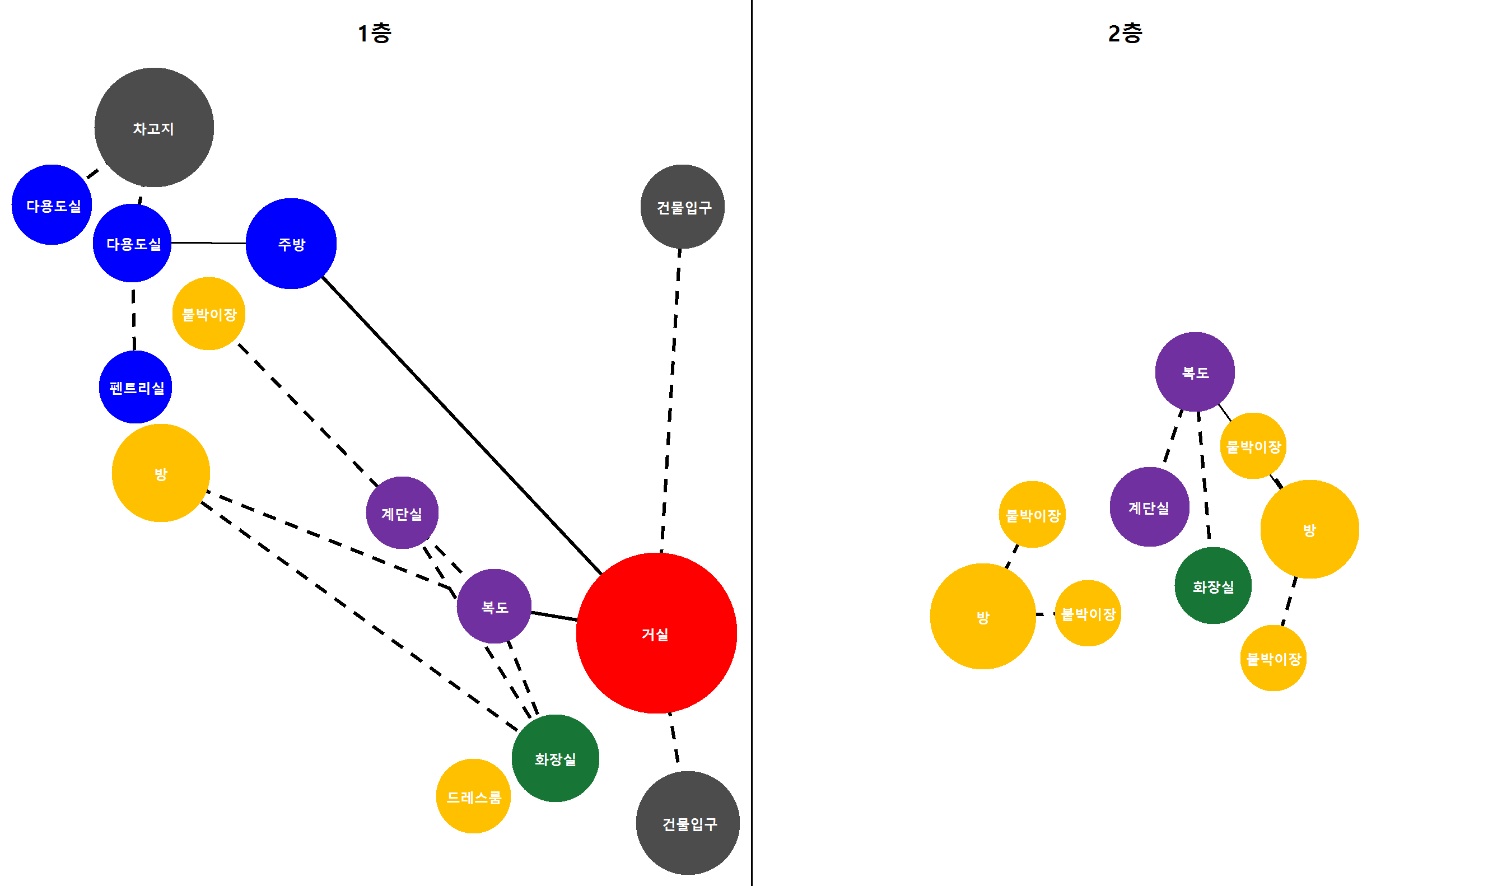 1층
차고지
다용도실
다용도실
주방
건물입구
붙박이장
펜트리실
방
계단실
복도
거실
화장실
드레스룸
건물입구
2층
복도
붙박이장
계단실
붙박이장
방
화장실
방
붙박이장
붙박이장